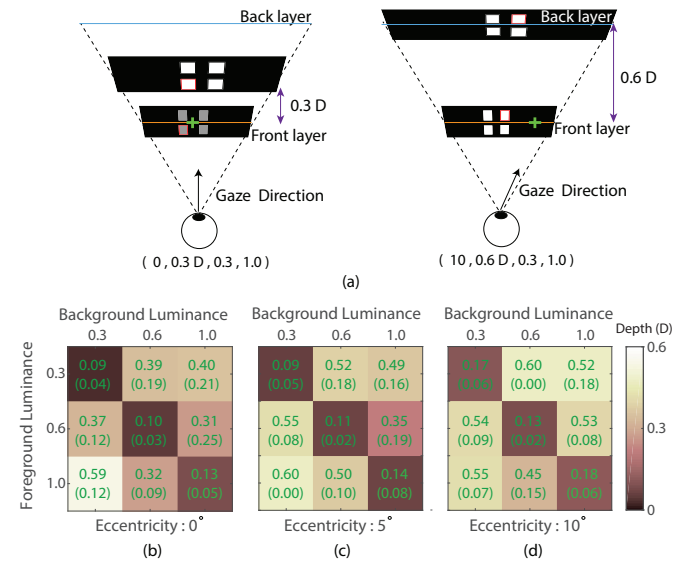 Back layer
0.3 D
Front layer
Gaze Direction
( 0 , 0.3 D , 0.3 , 1.0 )
Back layer
0.6 D
Front layer
Gaze Direction
( 10 , 0.6 D , 0.3 , 1.0 )
(a)
Background Luminance
0.3 0.6 1.0
Foreground Luminance
0.3
0.6
1.0
0.09 0.39 0.40
(0.04) (0.19) (0.21)
0.37 0.10 0.31
(0.12) (0.03) (0.25)
0.59 0.32 0.13
(0.12) (0.09) (0.05)
Eccentricity : 0°
(b)
Background Luminance
0.3 0.6 1.0
0.09 0.52 0.49
(0.05) (0.18) (0.16)
0.55 0.11 0.35
(0.08) (0.02) (0.19)
0.60 0.50 0.14
(0.00) (0.10) (0.08)
Eccentricity : 5°
(c)
Background Luminance
0.3 0.6 1.0
0.17 0.60 0.52
(0.06) (0.00) (0.18)
0.54 0.13 0.53
(0.09) (0.02) (0.08)
0.55 0.45 0.18
(0.07) (0.15) (0.06)
Eccentricity : 10°
(d)
Depth (D)
0.6
0.3
0